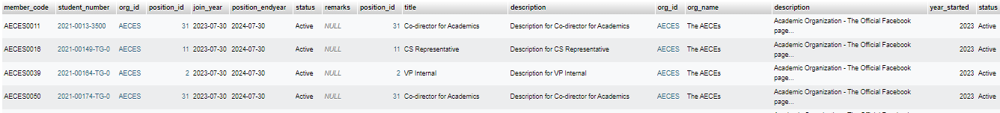 member_code student_number org_id position_id join_year position_endyear status remarks position_id title description org_id org_name description year_started status
AECES0011 2021-0013-3500 AECES 31 2023-07-30 2024-07-30 Active NULL 31 Co-director for Academics Description for Co-director for Academics AECES The AECEs Academic Organization - The Official Facebook page... 2023 Active
AECES0016 2021-00149-TG-0 AECES 11 2023-07-30 2024-07-30 Active NULL 11 CS Representative Description for CS Representative AECES The AECEs Academic Organization - The Official Facebook page... 2023 Active
AECES0039 2021-00164-TG-0 AECES 2 2023-07-30 2024-07-30 Active NULL 2 VP Internal Description for VP Internal AECES The AECEs Academic Organization - The Official Facebook page... 2023 Active
AECES0050 2021-00174-TG-0 AECES 31 2023-07-30 2024-07-30 Active NULL 31 Co-director for Academics Description for Co-director for Academics AECES The AECEs Academic Organization - The Official Facebook page... 2023 Active